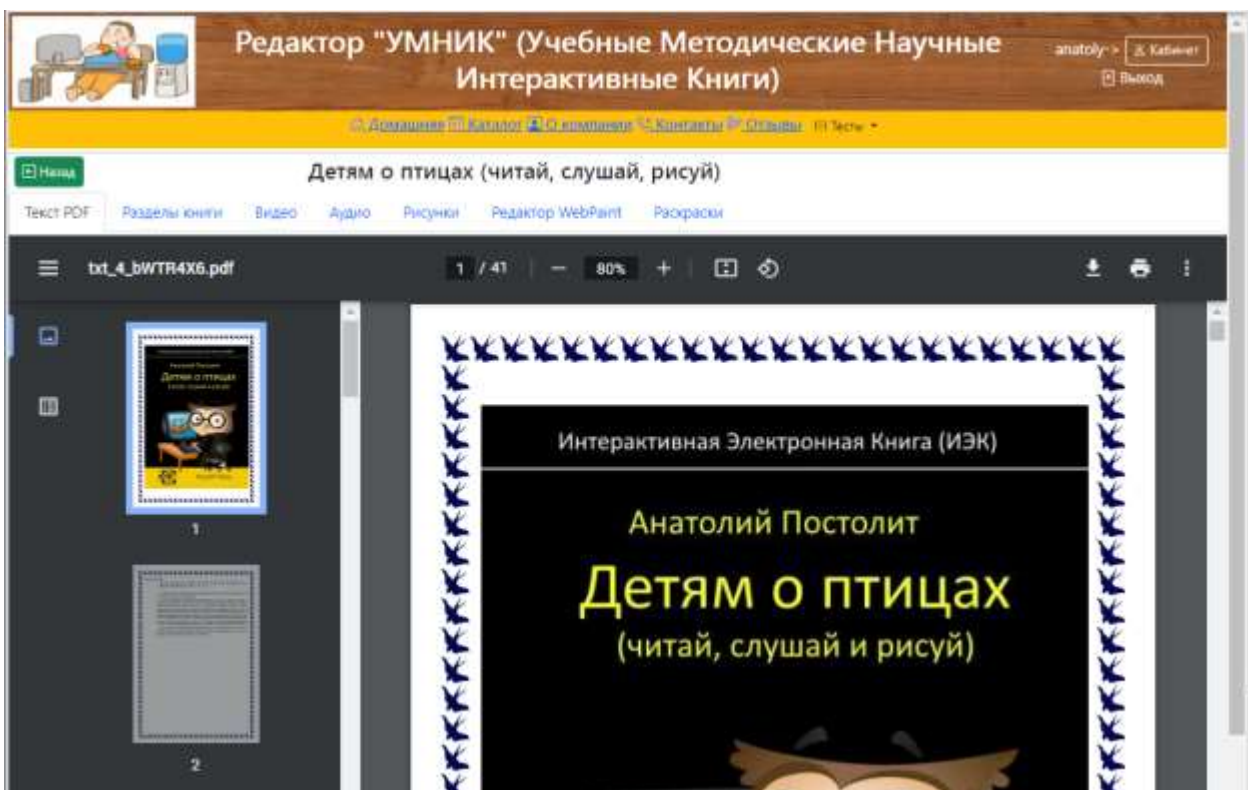 Редактор "УМНИК" (Учебные Методические Научные
Интерактивные Книги)
anatoly->
Кабинет
Выход
Домашняя Каталог О компании Контакты Отзывы Тесты
Назад
Детям о птицах (читай, слушай, рисуй)
Текст PDF Разделы книги Видео Аудио Рисунки Редактор WebPaint Раскраски
txt_4_bWTR4X6.pdf 1 / 41 80%
Детям о птицах
1
2
Интерактивная Электронная Книга (ИЭК)
Анатолий Постолит
Детям о птицах
(читай, слушай и рисуй)